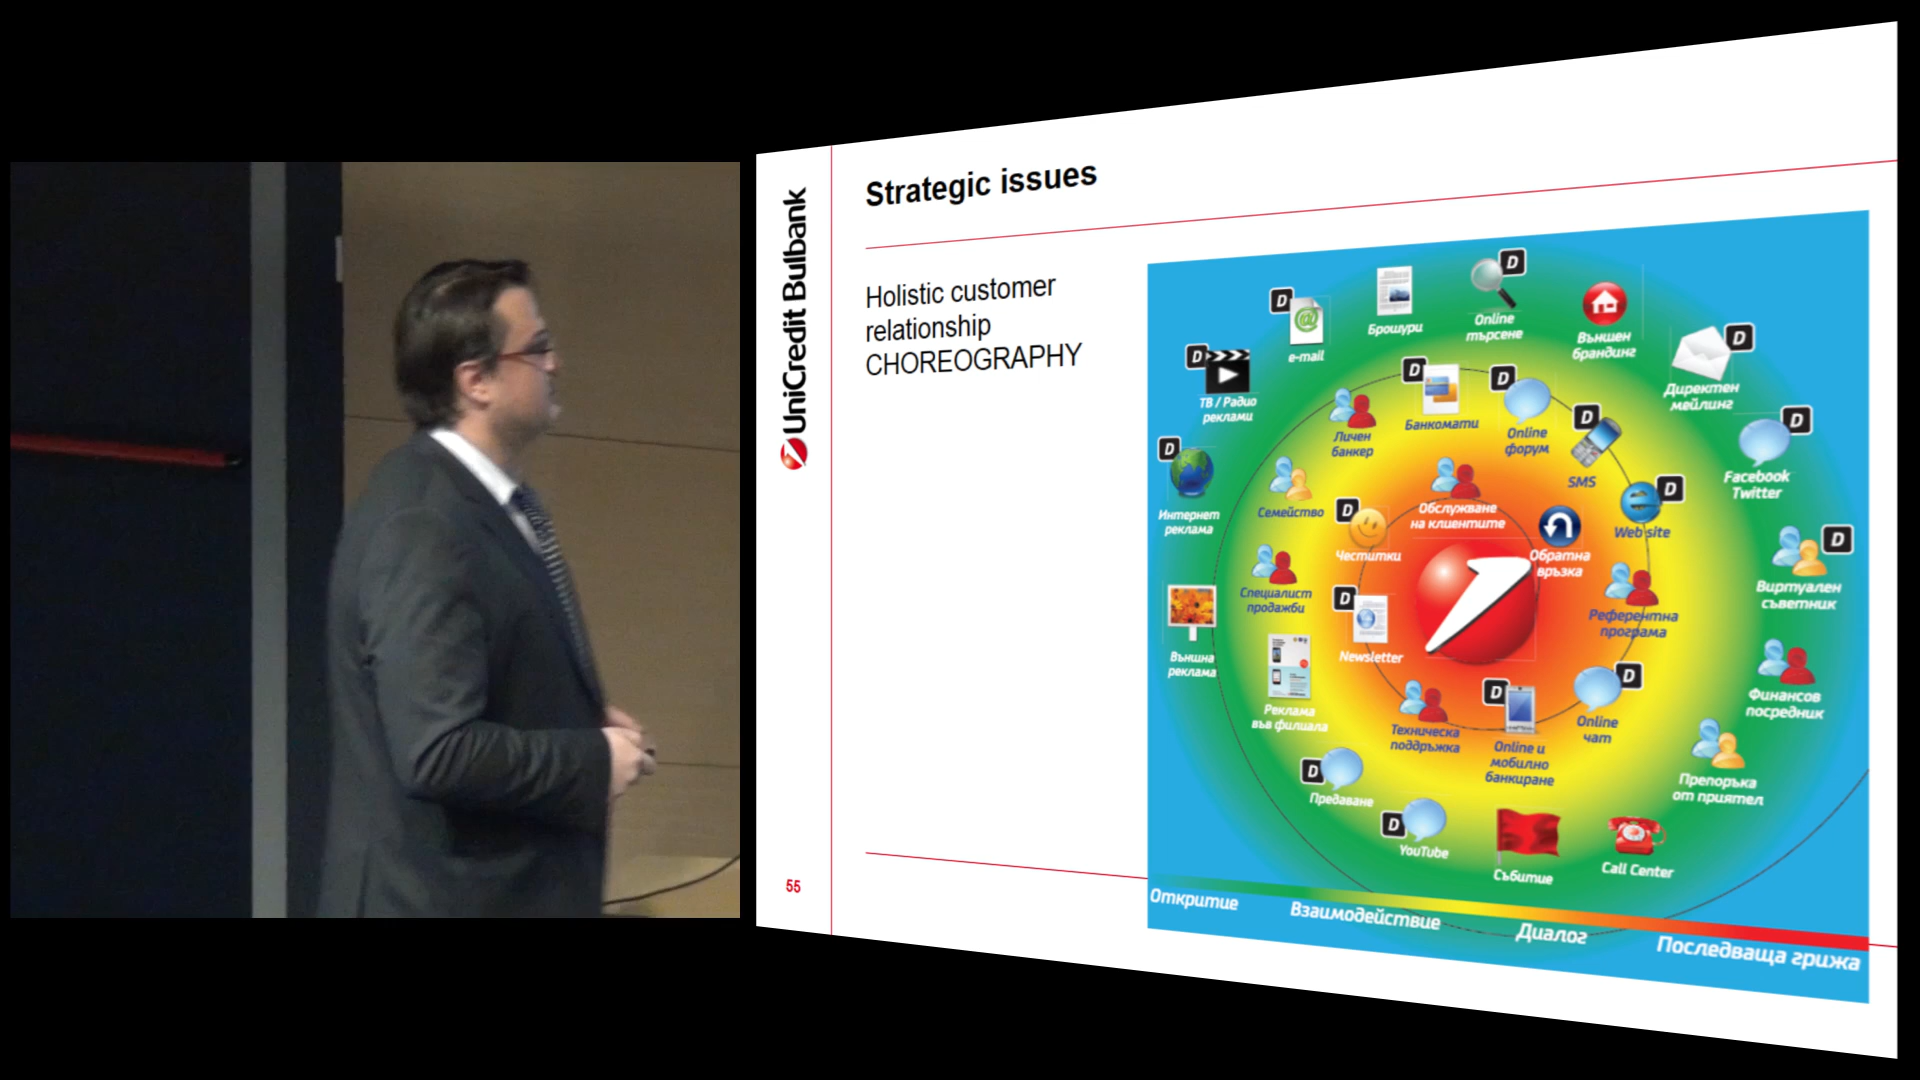 UniCredit Bulbank
55
Strategic issues
Holistic customer
relationship
CHOREOGRAPHY
D
e-mail
Брошури
D
Online
търсене
Външен
брандинг
D
Директен
мейлинг
D
ТВ / Радио
реклами
D
Facebook
Twitter
D
Интернет
реклама
D
Виртуален
съветник
Външна
реклама
Финансов
посредник
Препоръка
от приятел
Call Center
Събитие
D
YouTube
D
Предаване
Реклама
във филиала
Специалист
продажби
Семейство
Личен
банкер
D
Банкомати
D
Online
форум
D
SMS
D
Web site
Референтна
програма
D
Online
чат
D
Online и
мобилно
банкиране
Техническа
поддръжка
D
Newsletter
D
Честитки
Обслужване
на клиентите
Обратна
връзка
Откритие
Взаимодействие
Диалог
Последваща грижа